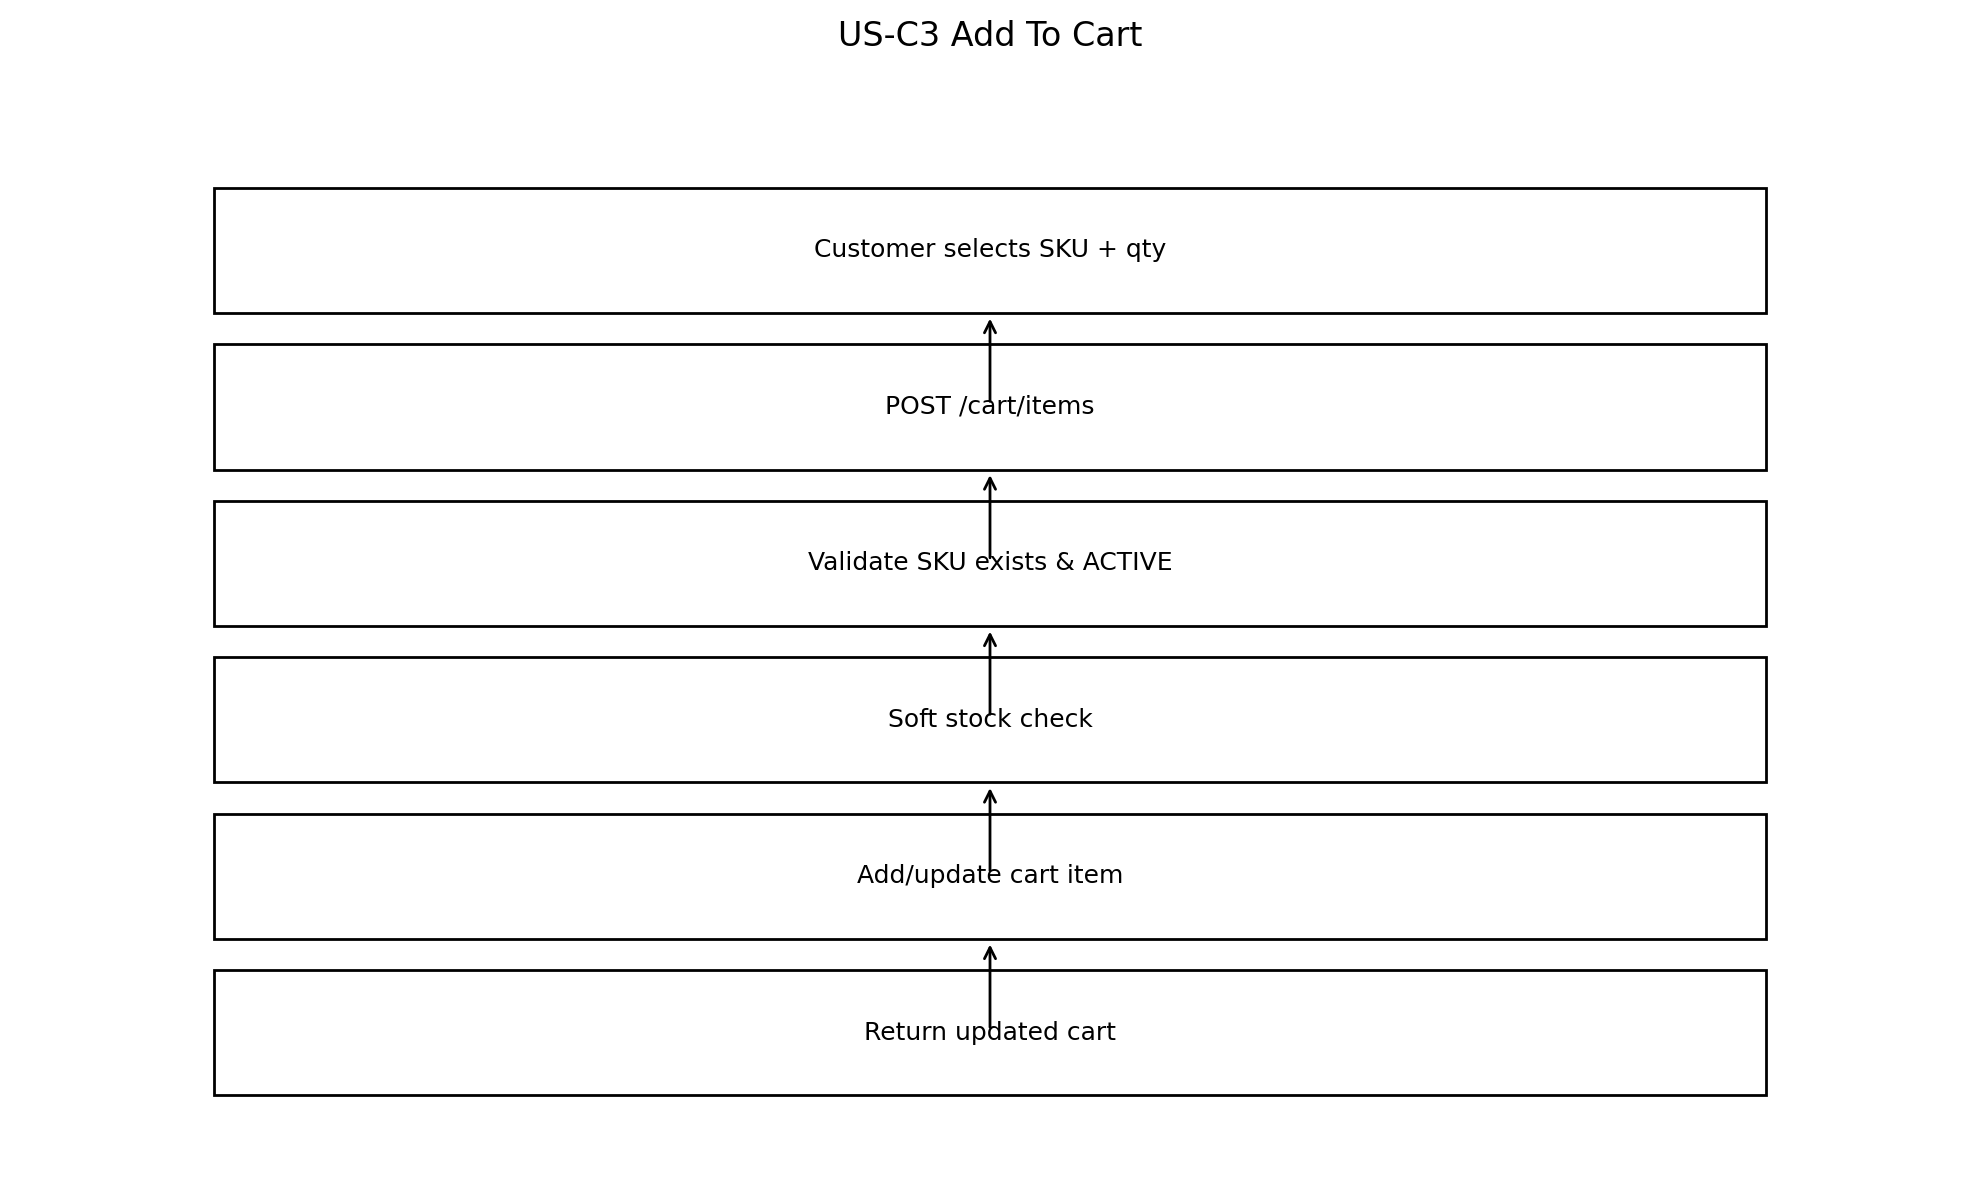 US-C3 Add To Cart
Customer selects SKU + qty
POST /cart/items
Validate SKU exists & ACTIVE
Soft stock check
Add/update cart item
Return updated cart